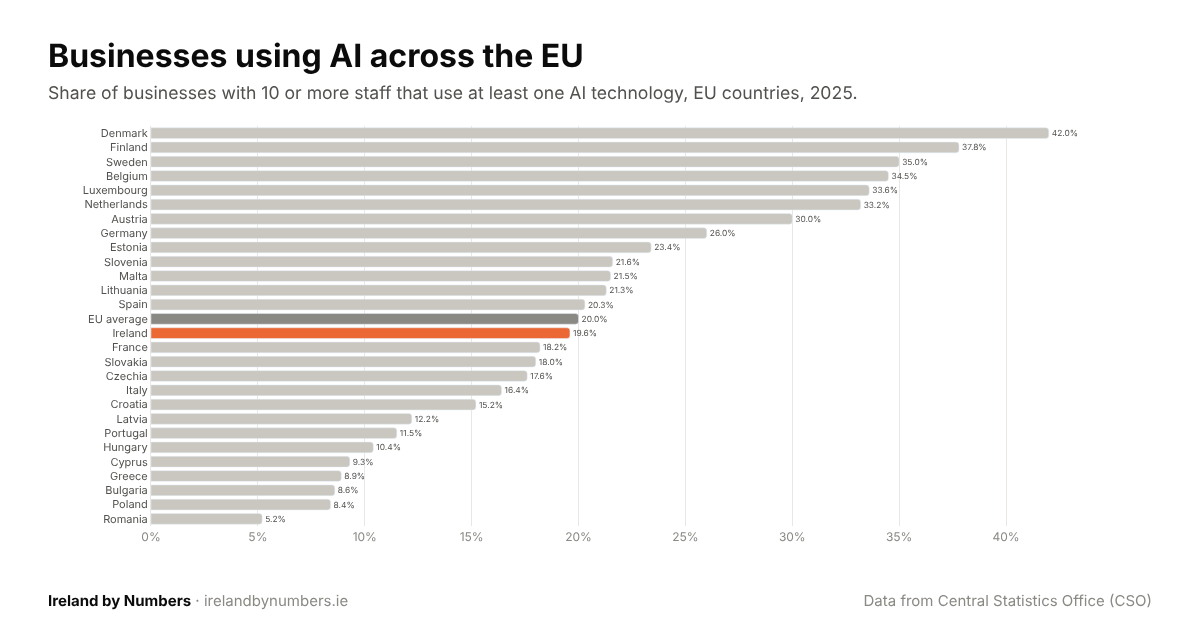 Businesses using AI across the EU
Share of businesses with 10 or more staff that use at least one AI technology, EU countries, 2025.
Denmark 42.0%
Finland 37.8%
Sweden 35.0%
Belgium 34.5%
Luxembourg 33.6%
Netherlands 33.2%
Austria 30.0%
Germany 26.0%
Estonia 23.4%
Slovenia 21.6%
Malta 21.5%
Lithuania 21.3%
Spain 20.3%
EU average 20.0%
Ireland 19.6%
France 18.2%
Slovakia 18.0%
Czechia 17.6%
Italy 16.4%
Croatia 15.2%
Latvia 12.2%
Portugal 11.5%
Hungary 10.4%
Cyprus 9.3%
Greece 8.9%
Bulgaria 8.6%
Poland 8.4%
Romania 5.2%
0% 5% 10% 15% 20% 25% 30% 35% 40%
Ireland by Numbers · irelandbynumbers.ie Data from Central Statistics Office (CSO)